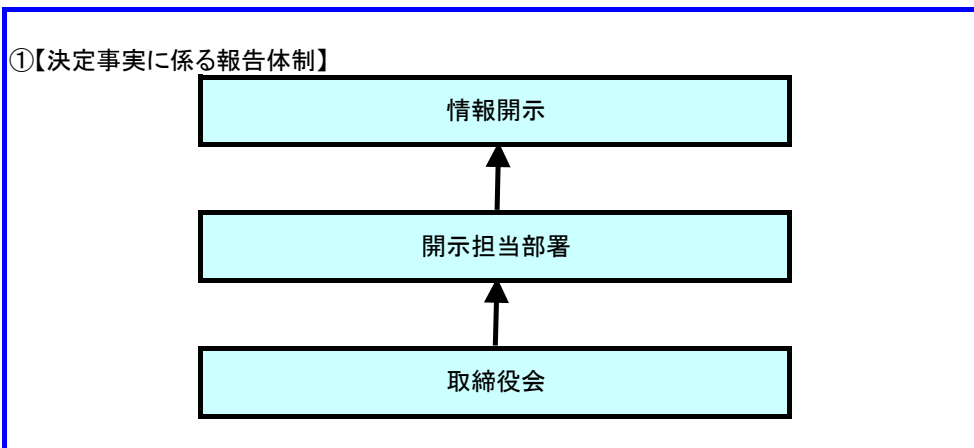 ①【決定事実に係る報告体制】
情報開示
開示担当部署
取締役会